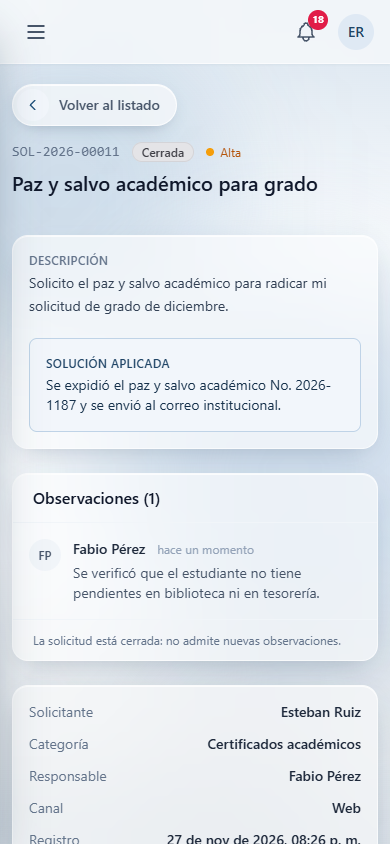 18
ER
Volver al listado
SOL-2026-00011 Cerrada Alta
Paz y salvo académico para grado
DESCRIPCIÓN
Solicito el paz y salvo académico para radicar mi
solicitud de grado de diciembre.
SOLUCIÓN APLICADA
Se expidió el paz y salvo académico No. 2026-
1187 y se envió al correo institucional.
Observaciones (1)
FP Fabio Pérez hace un momento
Se verificó que el estudiante no tiene
pendientes en biblioteca ni en tesorería.
La solicitud está cerrada: no admite nuevas observaciones.
Solicitante Esteban Ruiz
Categoría Certificados académicos
Responsable Fabio Pérez
Canal Web
Registro 27 de nov de 2026, 08:26 p. m.